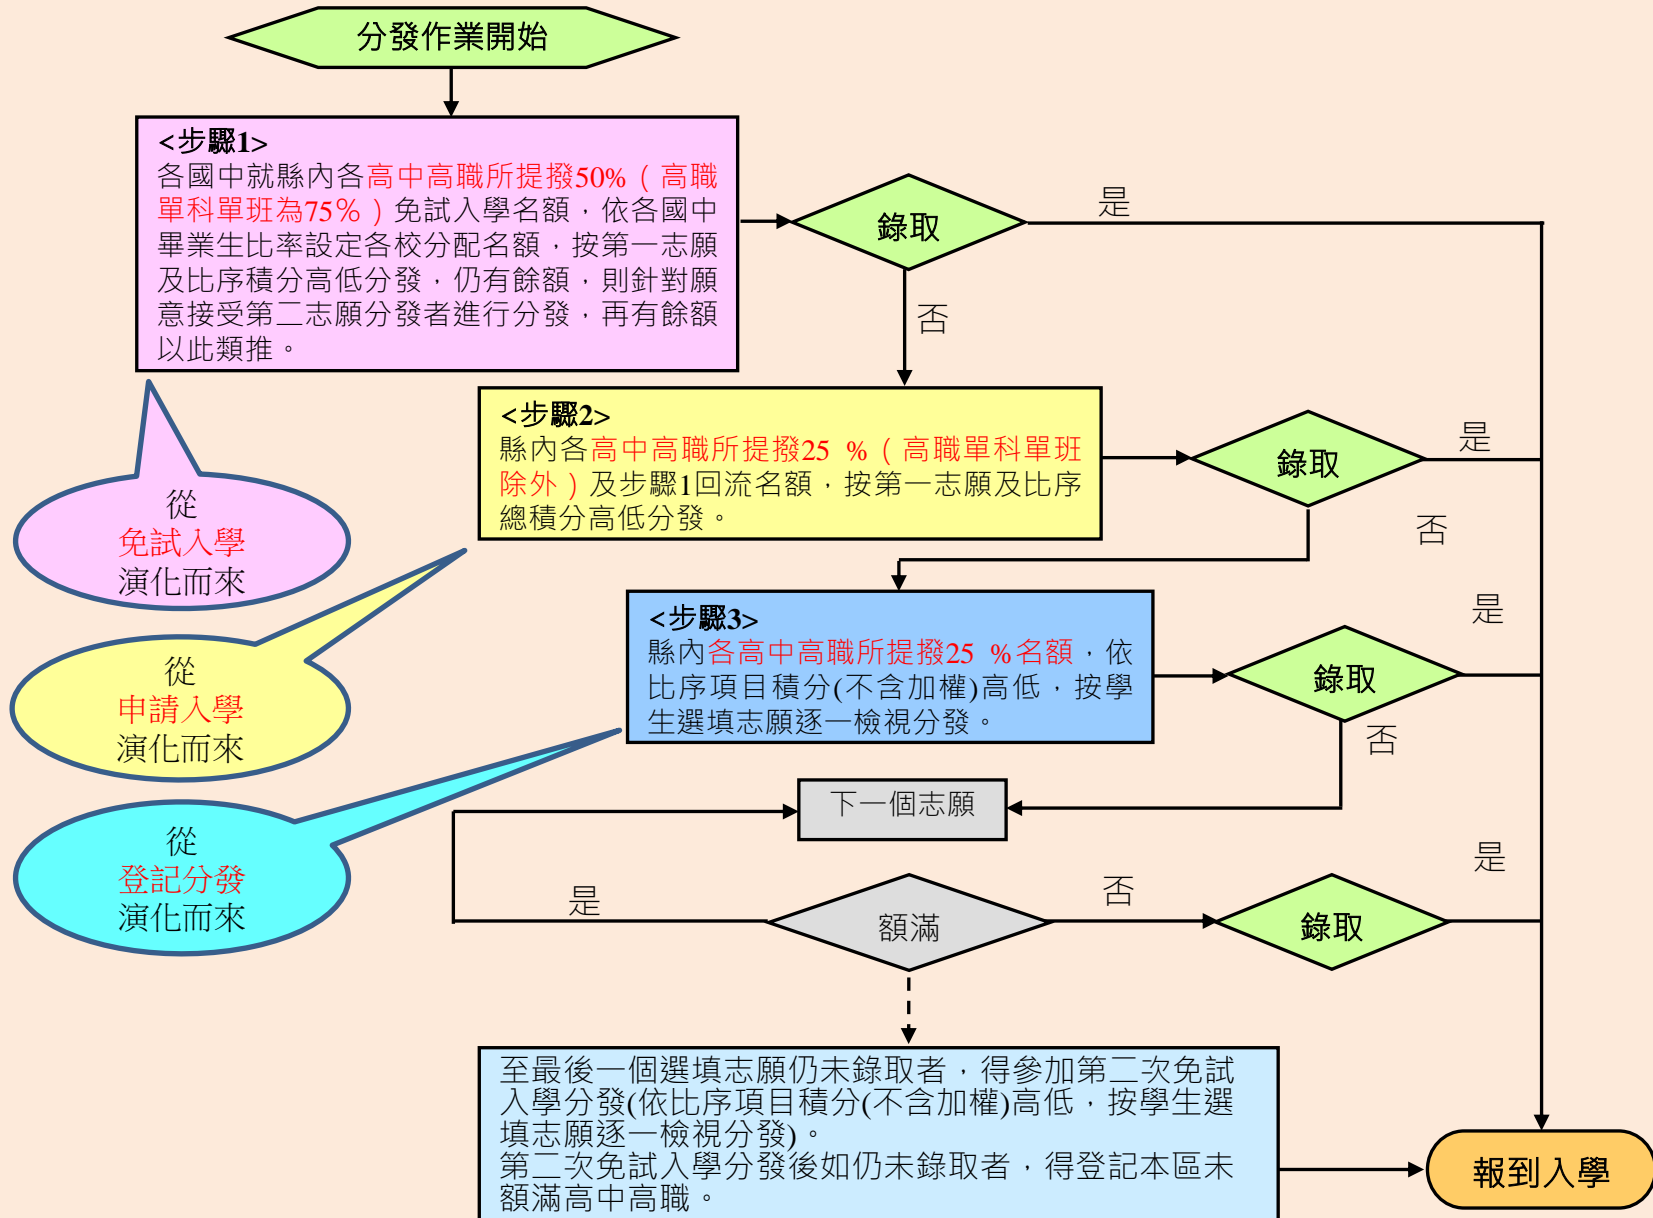 分發作業開始
<步驟1>
各國中就縣內各高中高職所提撥50%（高職
單科單班為75%）免試入學名額，依各國中
畢業生比率設定各校分配名額，按第一志願
及比序積分高低分發，仍有餘額，則針對願
意接受第二志願分發者進行分發，再有餘額
以此類推。
錄取
是
否
<步驟2>
縣內各高中高職所提撥25 %（高職單科單班
除外）及步驟1回流名額，按第一志願及比序
總積分高低分發。
錄取
是
否
從
免試入學
演化而來
<步驟3>
縣內各高中高職所提撥25 %名額，依
比序項目積分(不含加權)高低，按學
生選填志願逐一檢視分發。
錄取
是
否
從
申請入學
演化而來
下一個志願
從
登記分發
演化而來
是
額滿
否
錄取
是
至最後一個選填志願仍未錄取者，得參加第二次免試
入學分發(依比序項目積分(不含加權)高低，按學生選
填志願逐一檢視分發)。
第二次免試入學分發後如仍未錄取者，得登記本區未
額滿高中高職。
報到入學